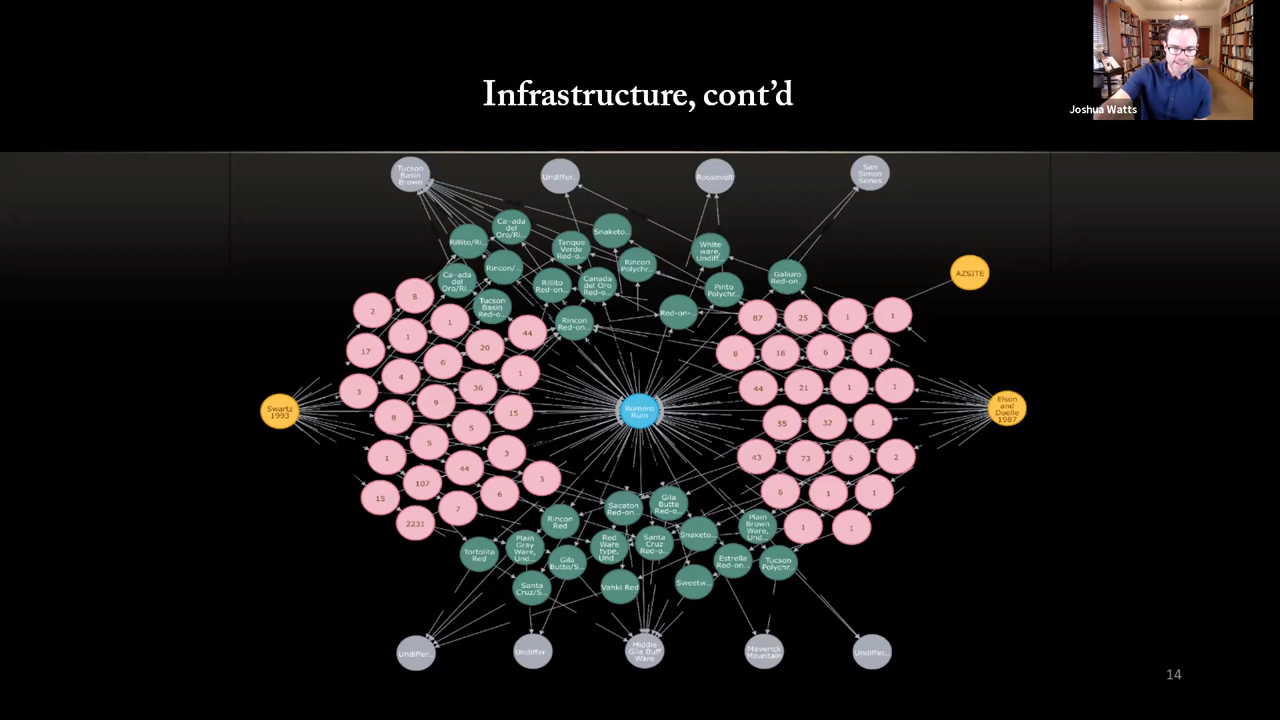 Infrastructure, cont'd
Joshua Watts
Tucson
Basin
Brown..
Undiffer..
Roosevelt
San
Simon
Series
Ca-ada
del
Oro/Ri...
Snaketo..
Rillito/Ri..
Tanque
Verde
Red-o...
White
ware,
Undiff...
Rincon/...
Rincon
Polychr...
Ca-ada
del
Oro/Ri...
Rillito
Red-on...
Canada
del Oro
Red-o...
Pinto
Polychr...
Galiuro
Red-on..
AZSITE
Tucson
Basin
Red-o...
Red-on-..
Rincon
Red-on...
8
2
1
44
87
25
1
1
17
1
20
8
18
6
1
3
4
6
36
1
44
21
1
1
Swartz
1993
8
9
15
Romero
Ruin
55
32
1
Elson
and
Doelle
1987
1
5
5
3
43
73
5
2
15
107
44
6
3
6
1
1
2231
7
1
1
Sacaton
Red-on...
Gila
Butte
Red-o...
Rincon
Red
Plain
Brown
Ware,
Und...
Snaketo...
Tortolita
Red
Plain
Gray
Ware,
Und...
Red
Ware
type,
Und...
Santa
Cruz
Red-o...
Gila
Butte/S...
Estrella
Red-on...
Tucson
Polychr...
Santa
Cruz/S...
Vahki Red
Sweetw...
Undiffer...
Undiffer
Middle
Gila Buff
Ware
Maverick
Mountain
Undiffer..
14